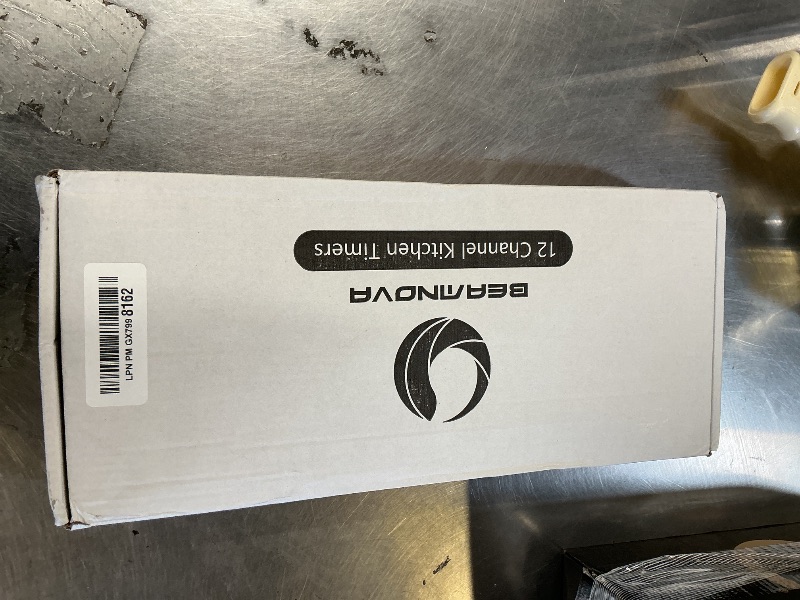 BEAMNOVA
12 Channel Kitchen Timers
LPN PM GX799 8162